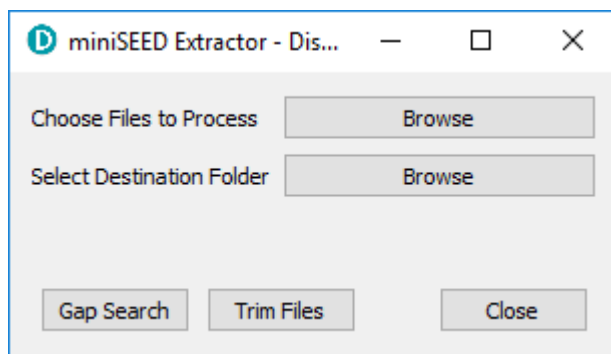 D miniSEED Extractor - Dis...
Choose Files to Process Browse
Select Destination Folder Browse
Gap Search Trim Files Close